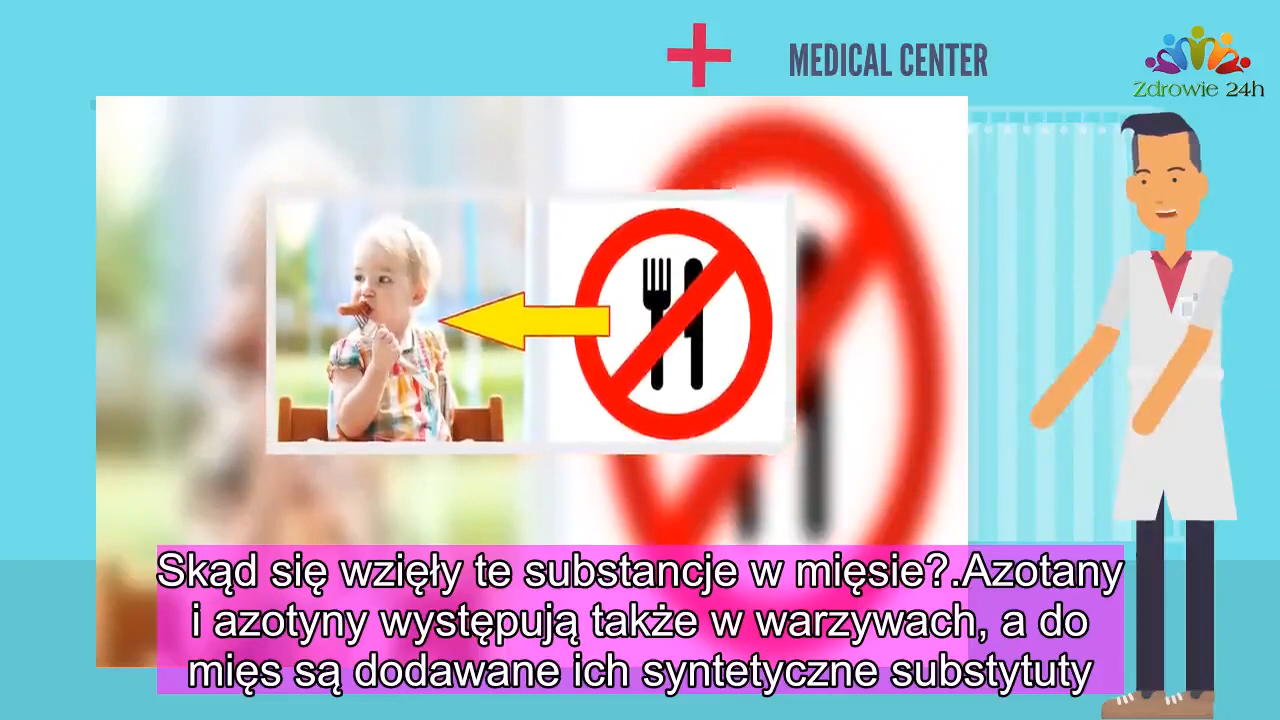 MEDICAL CENTER
Zdrowie 24h
Skąd się wzięły te substancje w mięsie?.Azotany
i azotyny występują także w warzywach, a do
mięs są dodawane ich syntetyczne substytuty